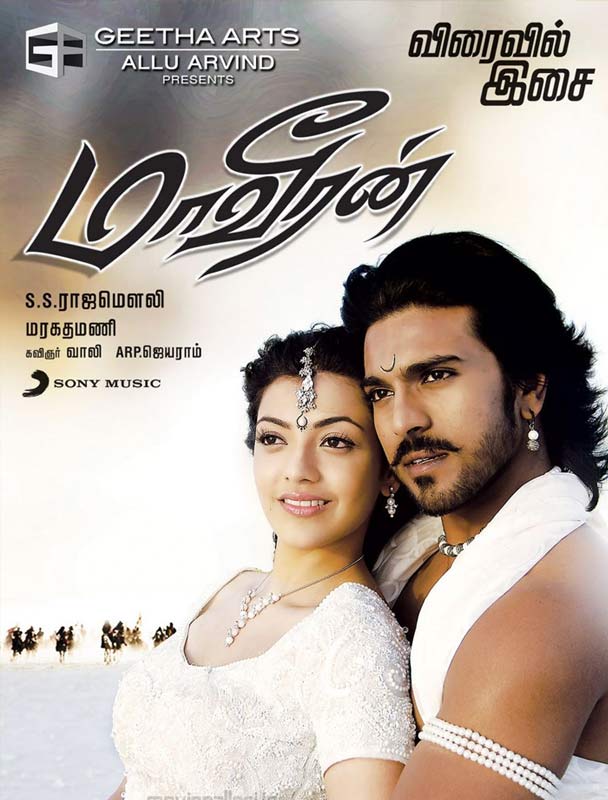 GEETHA ARTS
ALLU ARVIND
PRESENTS
விரைவில்
இசை
மாவீரன்
S.S.ராஜமௌலி
மரகதமணி
கவிஞர் வாலி ARP.ஜெயராம்
SONY MUSIC